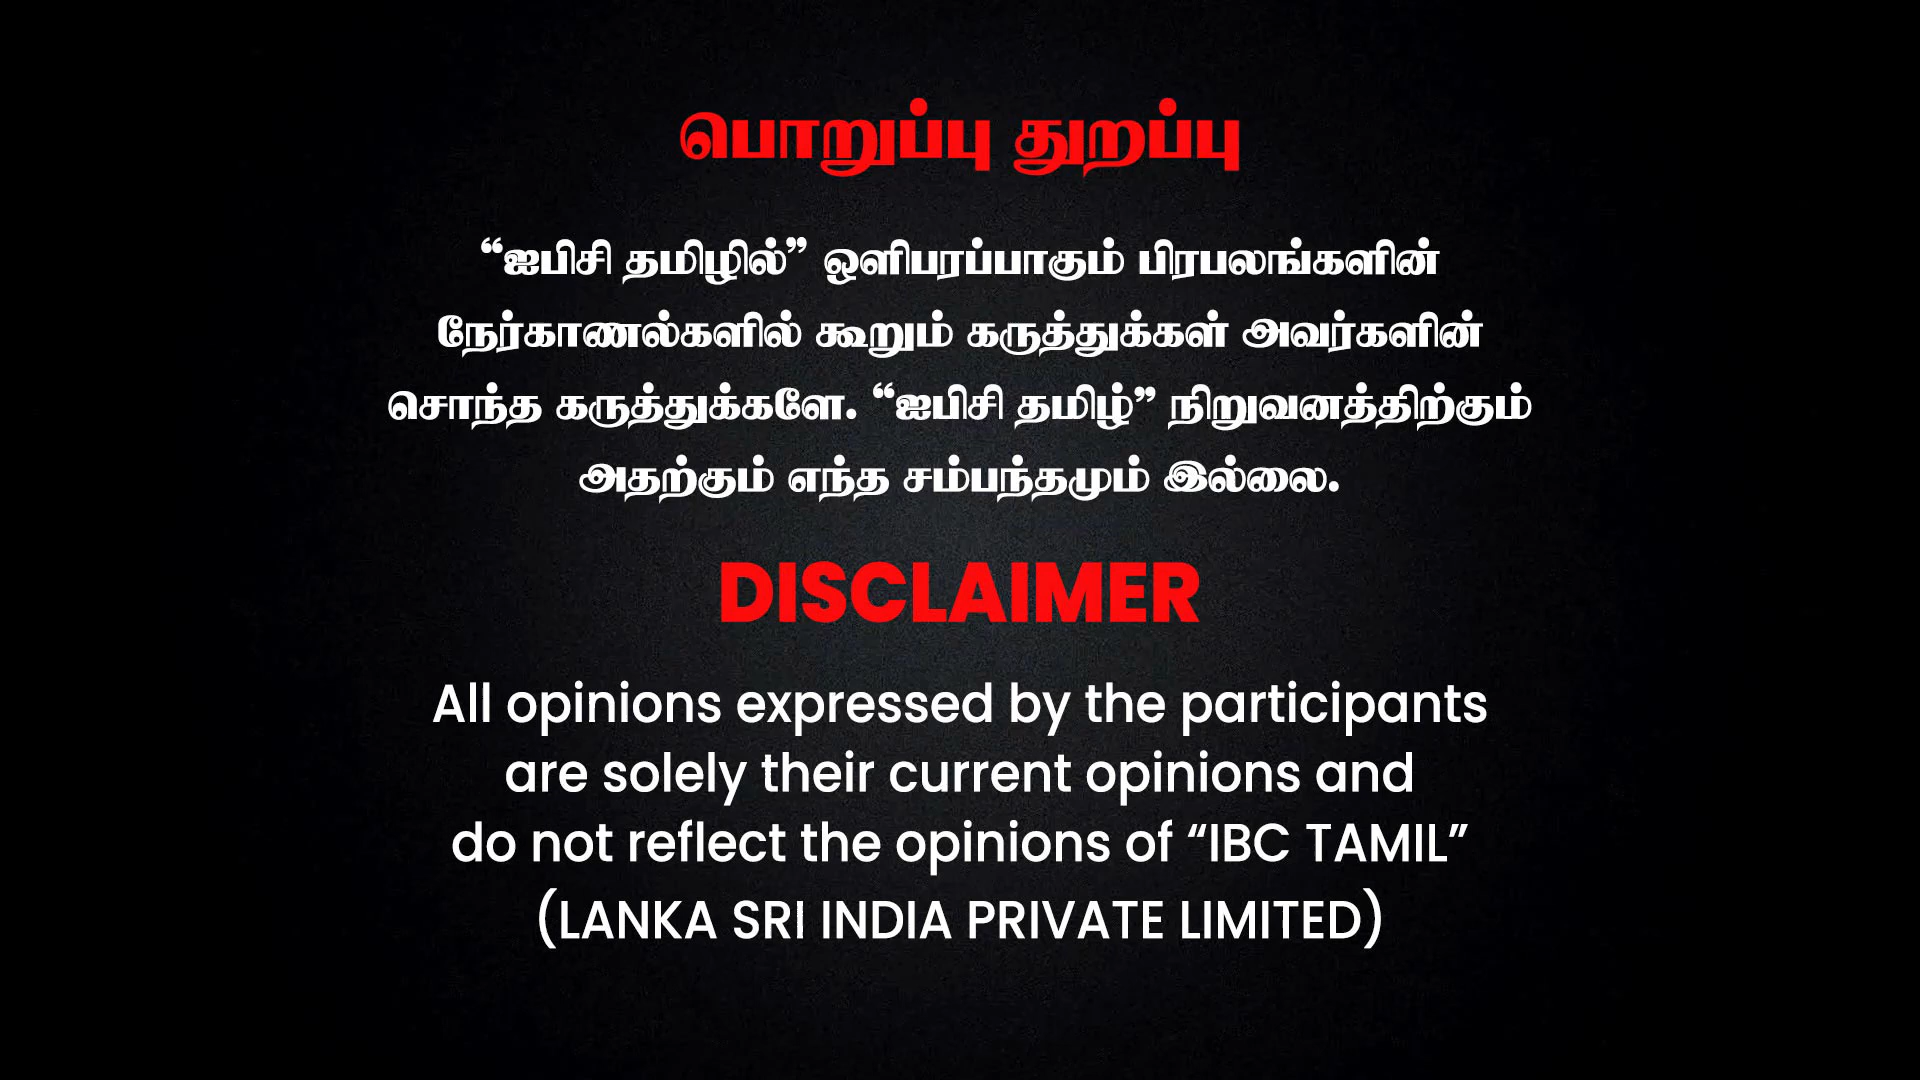 பொறுப்பு துறப்பு
“ஐபிசி தமிழில்” ஒளிபரப்பாகும் பிரபலங்களின்
நேர்காணல்களில் கூறும் கருத்துக்கள் அவர்களின்
சொந்த கருத்துக்களே. “ஐபிசி தமிழ்” நிறுவனத்திற்கும்
அதற்கும் எந்த சம்பந்தமும் இல்லை.
DISCLAIMER
All opinions expressed by the participants
are solely their current opinions and
do not reflect the opinions of “IBC TAMIL”
(LANKA SRI INDIA PRIVATE LIMITED)